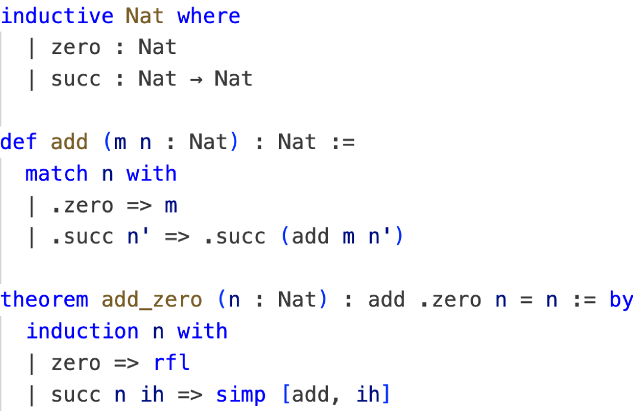 inductive Nat where
  | zero : Nat
  | succ : Nat → Nat

def add (m n : Nat) : Nat :=
  match n with
  | .zero => m
  | .succ n' => .succ (add m n')

theorem add_zero (n : Nat) : add .zero n = n := by
  induction n with
  | zero => rfl
  | succ n ih => simp [add, ih]